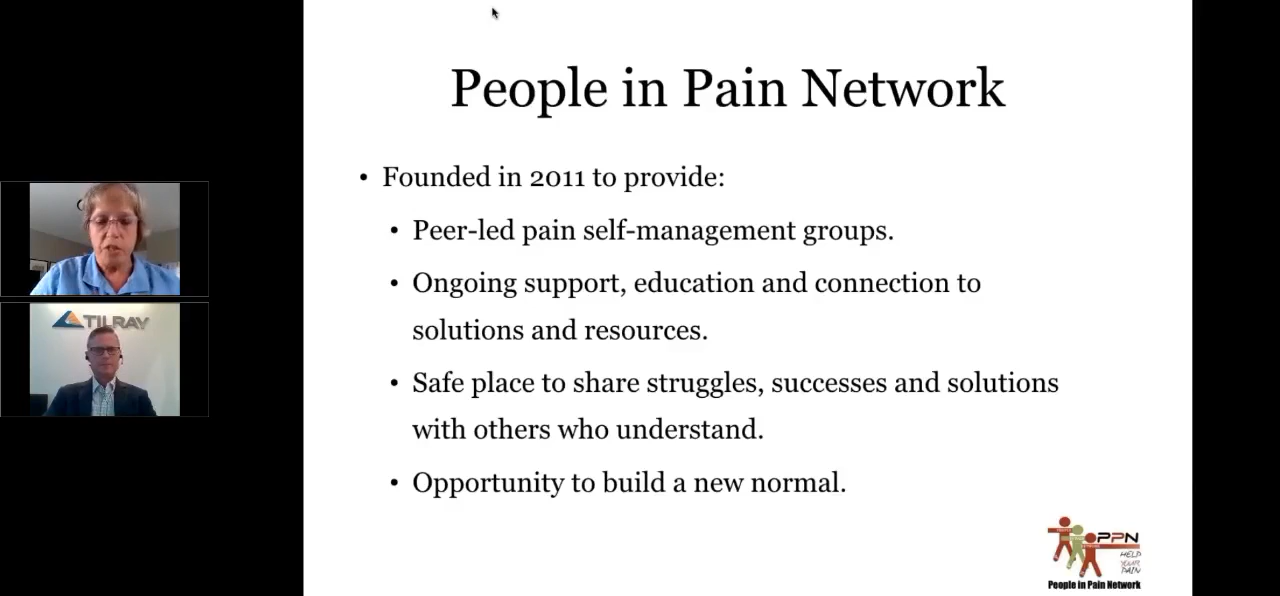 People in Pain Network
• Founded in 2011 to provide:
• Peer-led pain self-management groups.
• Ongoing support, education and connection to
solutions and resources.
• Safe place to share struggles, successes and solutions
with others who understand.
• Opportunity to build a new normal.
TILRAY
PPN
HELP
YOUR
PAIN
People in Pain Network